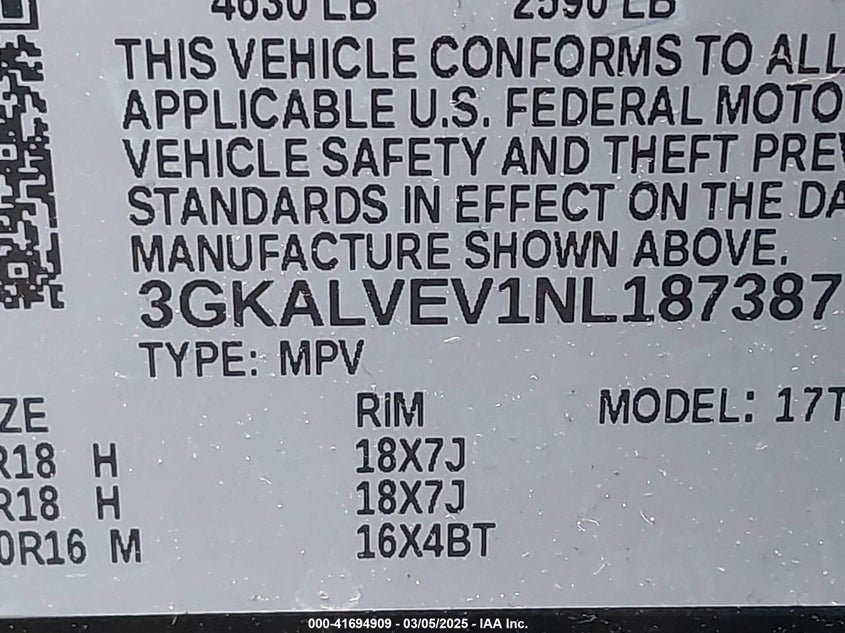 4630 LB 2590 LB
THIS VEHICLE CONFORMS TO ALL
APPLICABLE U.S. FEDERAL MOTO
VEHICLE SAFETY AND THEFT PREV
STANDARDS IN EFFECT ON THE DA
MANUFACTURE SHOWN ABOVE.
3GKALVEV1NL187387
TYPE: MPV
ZE RIM MODEL: 17T
R18 H 18X7J
R18 H 18X7J
0R16 M 16X4BT
000-41694909 - 03/05/2025 - IAA Inc.